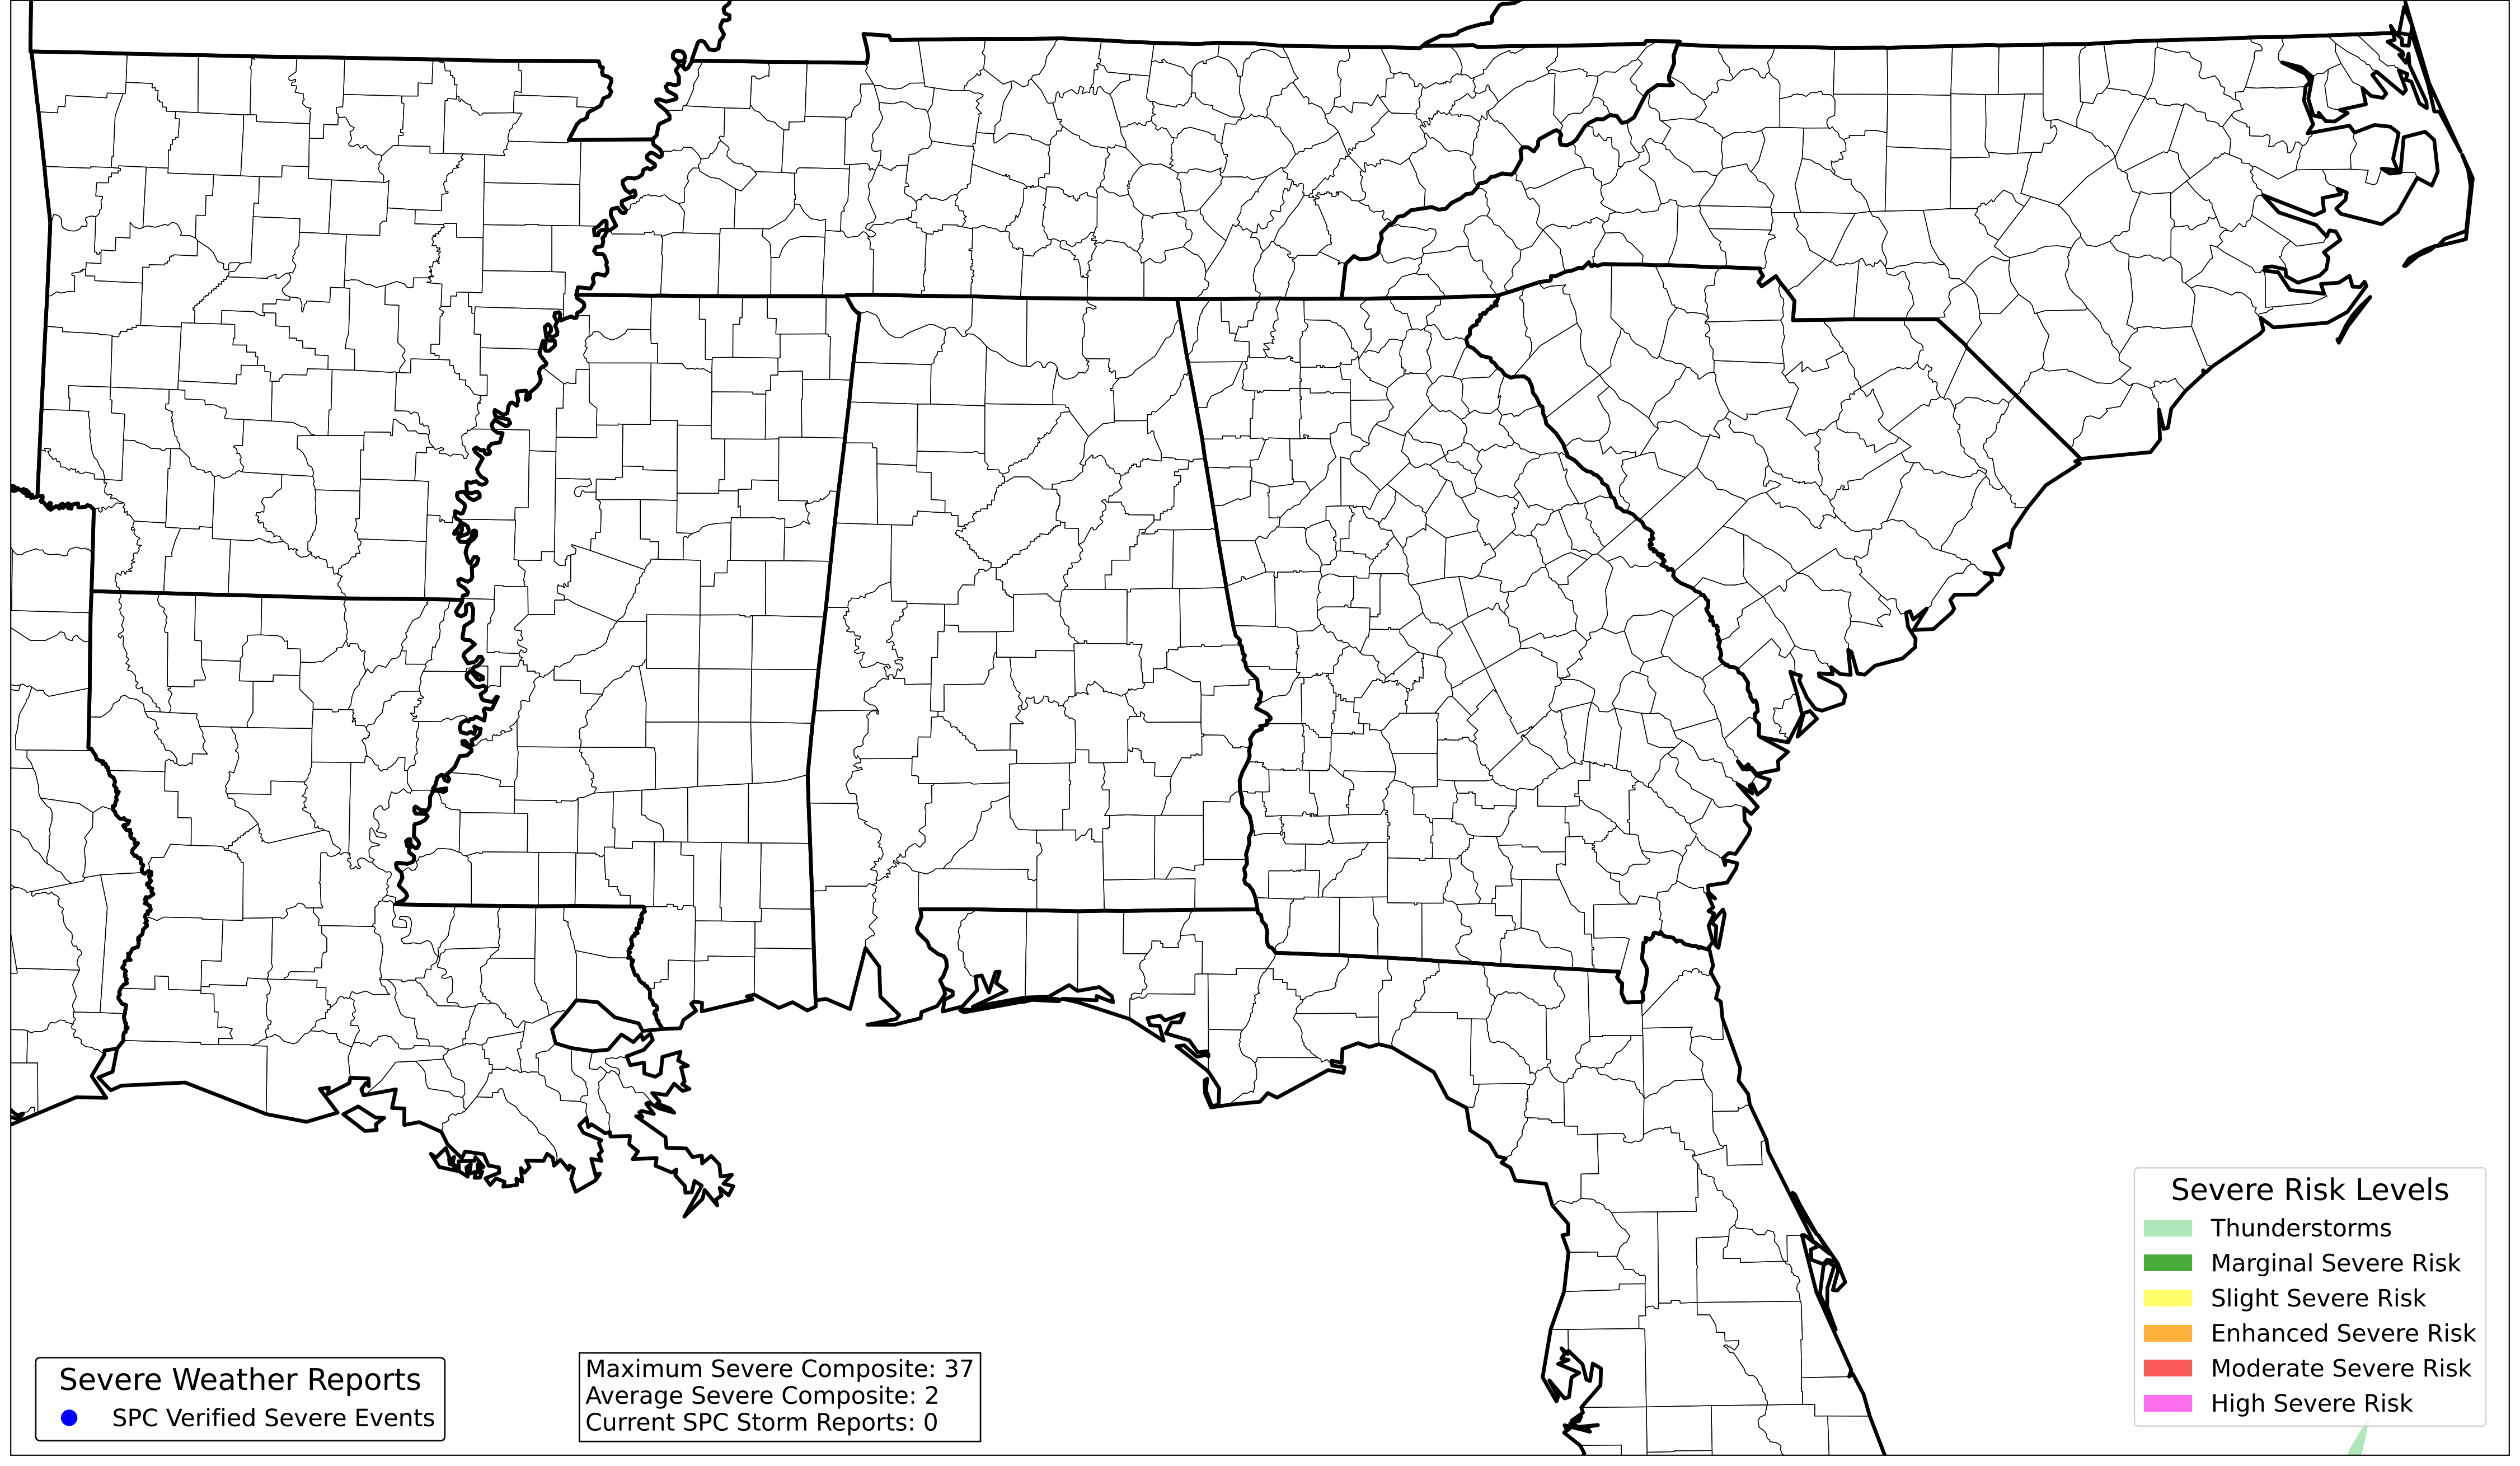 Severe Risk Levels
Thunderstorms
Marginal Severe Risk
Slight Severe Risk
Enhanced Severe Risk
Moderate Severe Risk
High Severe Risk
Severe Weather Reports
SPC Verified Severe Events
Maximum Severe Composite: 37
Average Severe Composite: 2
Current SPC Storm Reports: 0